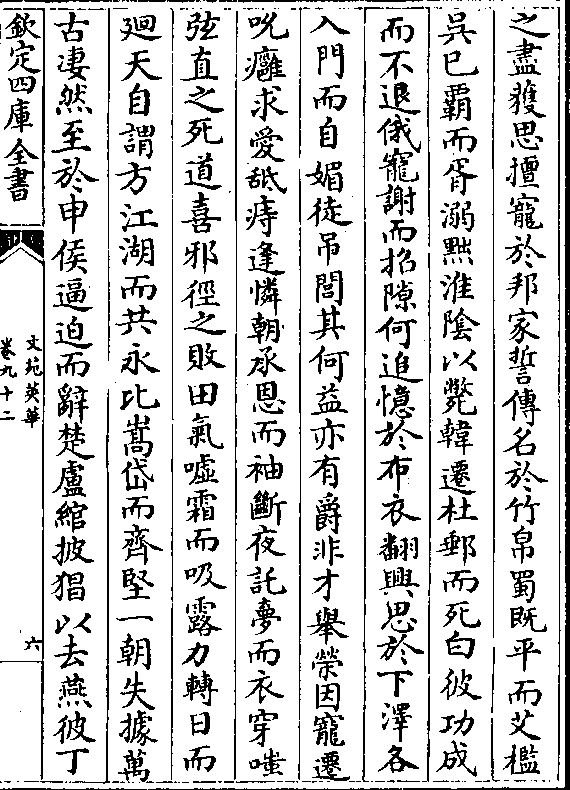 之盡獲思擅寵於邦家誓傳名於竹帛蜀既平而艾檻
吳已霸而胥溺黜淮隂以斃韓遷杜郵而死白彼功成
而不退俄寵謝而招隙何追憶於布衣翻興思於下澤各
入門而自媚徒吊閭其何益亦有爵非才舉榮因寵遷
吮癰求愛舐痔逢憐朝承恩而袖斷夜託夢而衣穿嗤
弦直之死道喜邪徑之敗田氣噓霜而吸露力轉日而
廻天自謂方江湖而共永比嵩岱而齊堅一朝失據萬
古淒然至於申侯逼迫而辭楚盧綰披猖以去燕彼丁
欽定四庫全書
文苑英華
卷九十二
六